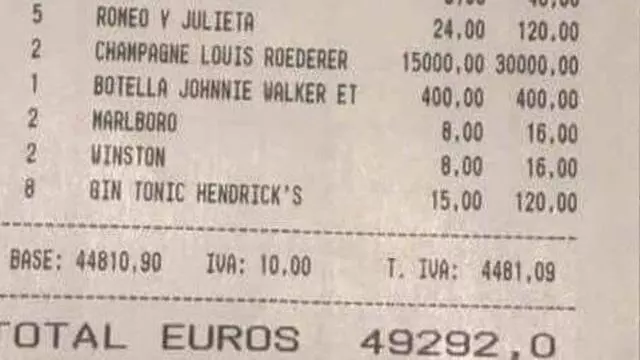 5 ROMEO Y JULIETA 24,00 120,00
2 CHAMPAGNE LOUIS ROEDERER 15000,00 30000,00
1 BOTELLA JOHNNIE WALKER ET 400,00 400,00
2 MARLBORO 8,00 16,00
2 WINSTON 8,00 16,00
8 GIN TONIC HENDRICK'S 15,00 120,00
BASE: 44810,90 IVA: 10,00 T. IVA: 4481,09
TOTAL EUROS 49292,0